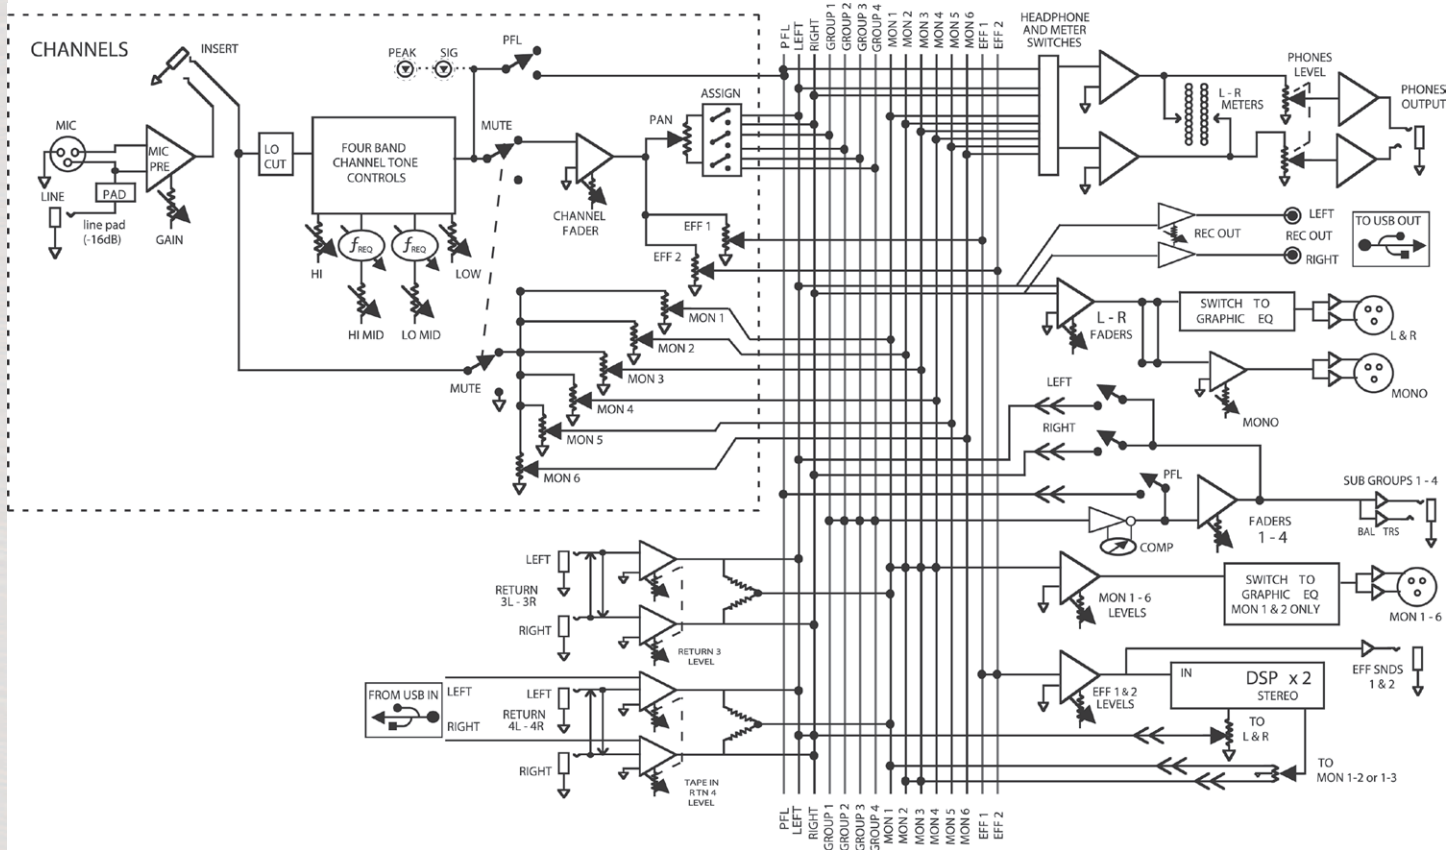 CHANNELS
INSERT
PEAK
SIG
PFL
PFL
LEFT
RIGHT
GROUP 1
GROUP 2
GROUP 3
GROUP 4
MON 1
MON 2
MON 3
MON 4
MON 5
MON 6
EFF 1
EFF 2
HEADPHONE
AND METER
SWITCHES
PHONES
LEVEL
L - R
METERS
PHONES
OUTPUT
MIC
MIC
PRE
LINE
PAD
line pad
(-16dB)
GAIN
LO
CUT
FOUR BAND
CHANNEL TONE
CONTROLS
HI
fREQ
fREQ
LOW
HI MID
LO MID
MUTE
CHANNEL
FADER
PAN
ASSIGN
EFF 1
EFF 2
MUTE
MON 1
MON 2
MON 3
MON 4
MON 5
MON 6
REC OUT
LEFT
REC OUT
RIGHT
TO USB OUT
L - R
FADERS
SWITCH TO
GRAPHIC EQ
L & R
MONO
MONO
LEFT
RIGHT
PFL
COMP
FADERS
1 - 4
SUB GROUPS 1 - 4
BAL TRS
LEFT
RETURN
3L - 3R
RIGHT
RETURN 3
LEVEL
MON 1 - 6
LEVELS
SWITCH TO
GRAPHIC EQ
MON 1 & 2 ONLY
MON 1 - 6
FROM USB IN
LEFT
RIGHT
LEFT
RETURN
4L - 4R
RIGHT
TAPE IN
RTN 4
LEVEL
EFF 1 & 2
LEVELS
IN
DSP x 2
STEREO
EFF SNDS
1 & 2
TO
L & R
TO
MON 1-2 or 1-3
PFL
LEFT
RIGHT
GROUP 1
GROUP 2
GROUP 3
GROUP 4
MON 1
MON 2
MON 3
MON 4
MON 5
MON 6
EFF 1
EFF 2